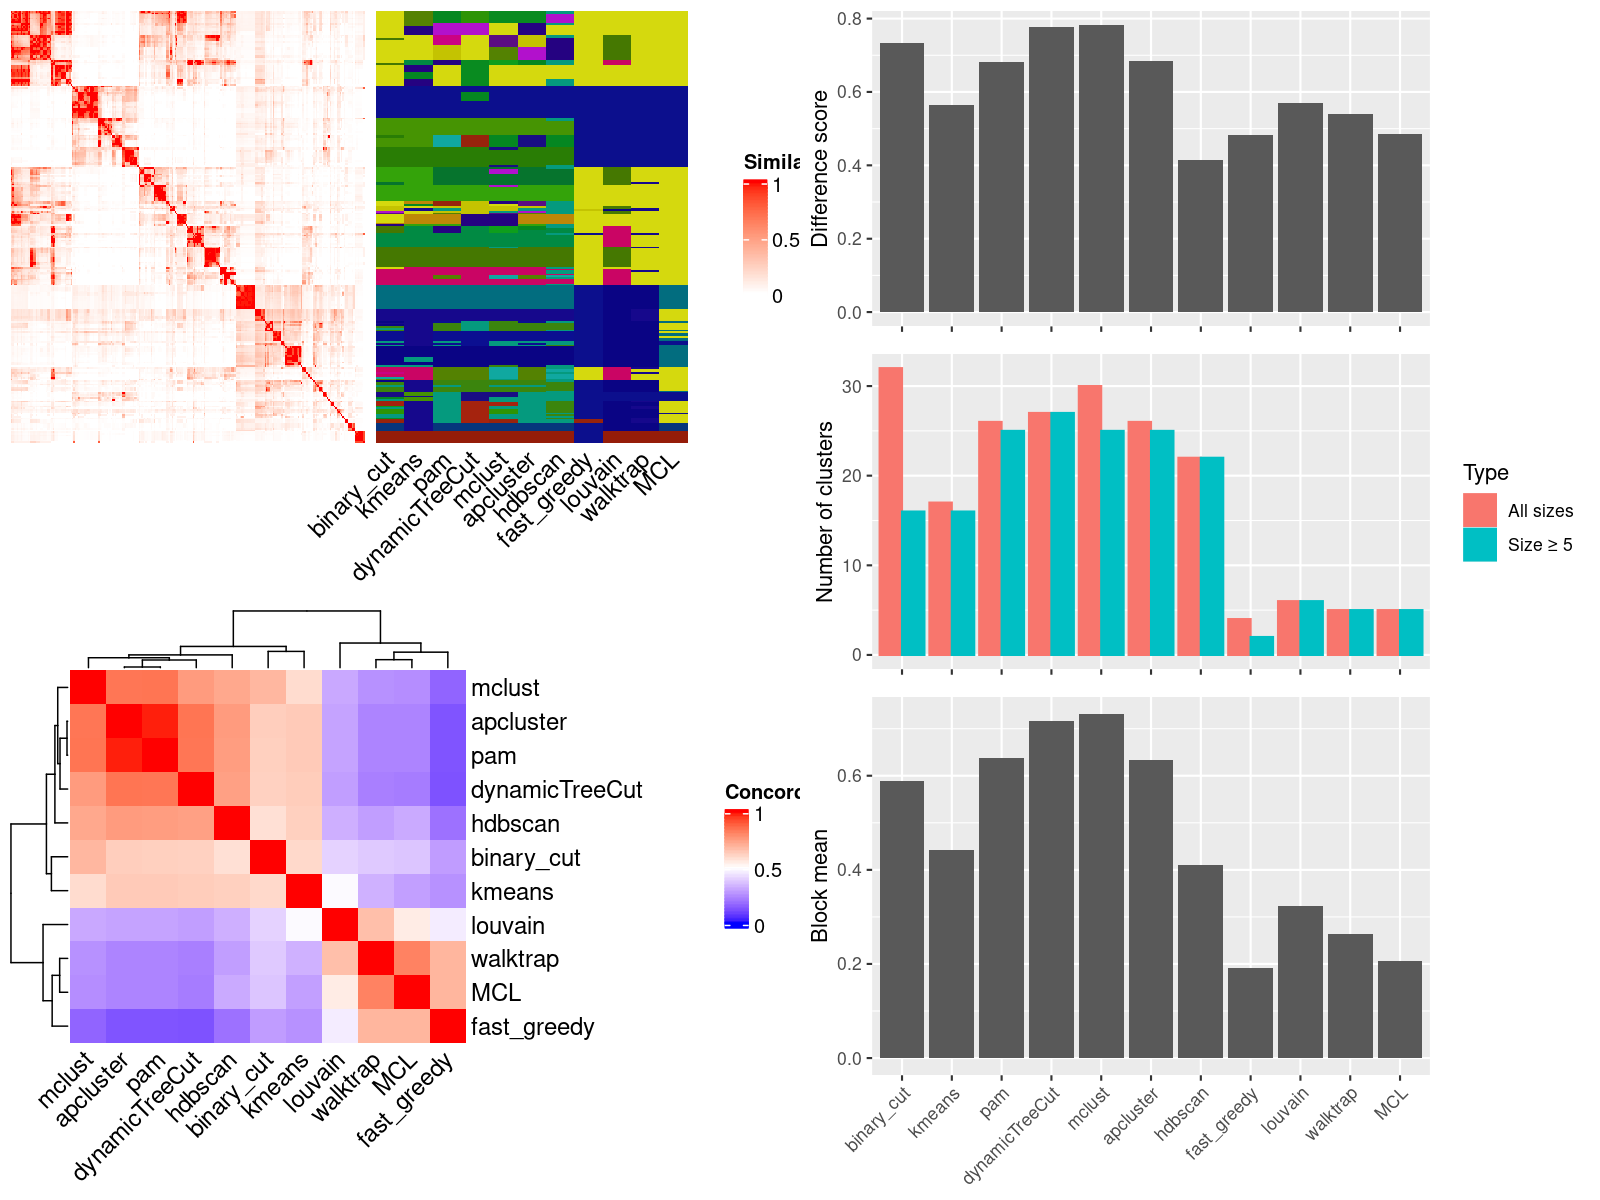 Simila
1
0.5
0
binary_cut
kmeans
pam
dynamicTreeCut
mclust
apcluster
hdbscan
fast_greedy
louvain
walktrap
MCL
Difference score
0.8
0.6
0.4
0.2
0.0
Number of clusters
30
20
10
0
Type
All sizes
Size ≥ 5
mclust
apcluster
pam
dynamicTreeCut
hdbscan
binary_cut
kmeans
louvain
walktrap
MCL
fast_greedy
mclust
apcluster
pam
dynamicTreeCut
hdbscan
binary_cut
kmeans
louvain
walktrap
MCL
fast_greedy
Concord
1
0.5
0
Block mean
0.6
0.4
0.2
0.0
binary_cut
kmeans
pam
dynamicTreeCut
mclust
apcluster
hdbscan
fast_greedy
louvain
walktrap
MCL